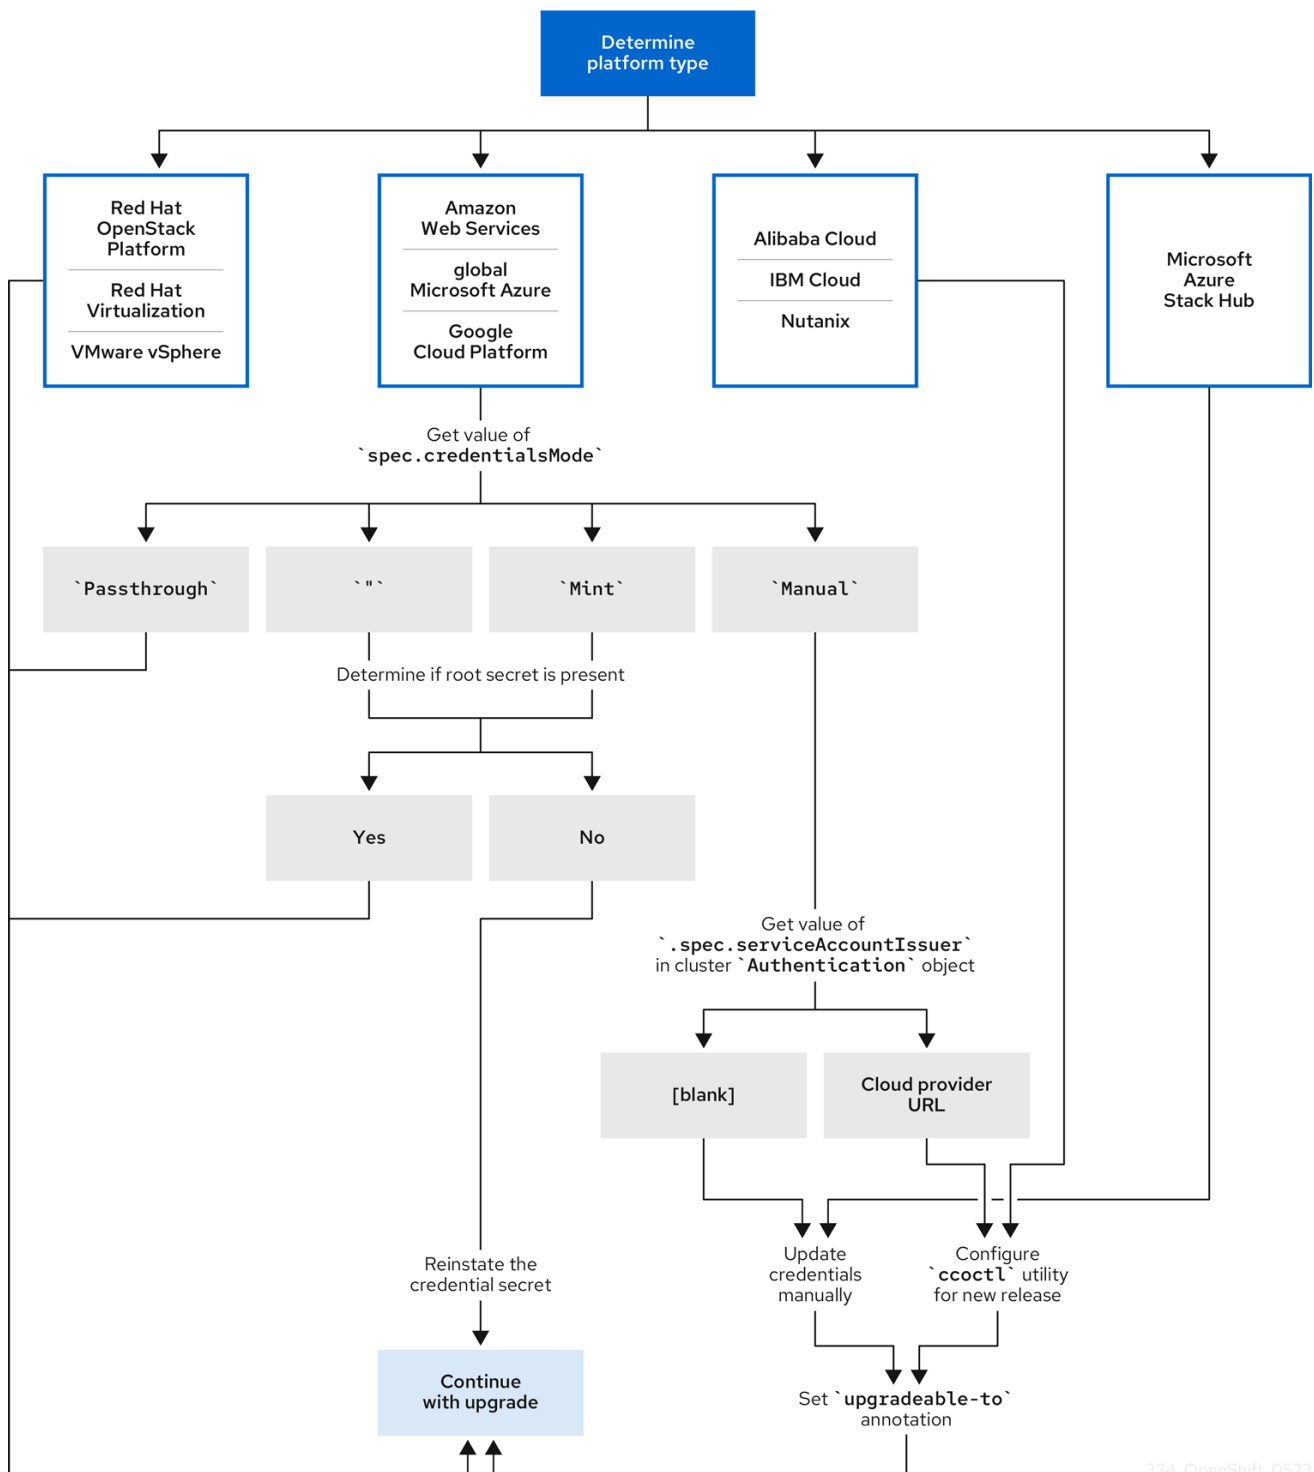 Determine
platform type
Red Hat
OpenStack
Platform
Red Hat
Virtualization
VMware vSphere
Amazon
Web Services
global
Microsoft Azure
Google
Cloud Platform
Alibaba Cloud
IBM Cloud
Nutanix
Microsoft
Azure
Stack Hub
Get value of
`spec.credentialsMode`
`Passthrough`
`"`
`Mint`
`Manual`
Determine if root secret is present
Yes
No
Get value of
`.spec.serviceAccountIssuer`
in cluster `Authentication` object
[blank]
Cloud provider
URL
Reinstate the
credential secret
Update
credentials
manually
Configure
`ccoctl` utility
for new release
Continue
with upgrade
Set `upgradeable-to`
annotation
334_OpenShift_0523